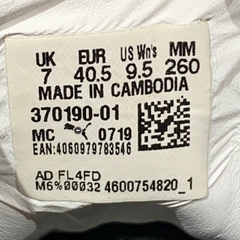 UK EUR US Wn's MM
7 40.5 9.5 260
MADE IN CAMBODIA
370190-01
MC 0719
EAN:4060979783546
AD FL4FD
M6%00032 4600754820_1